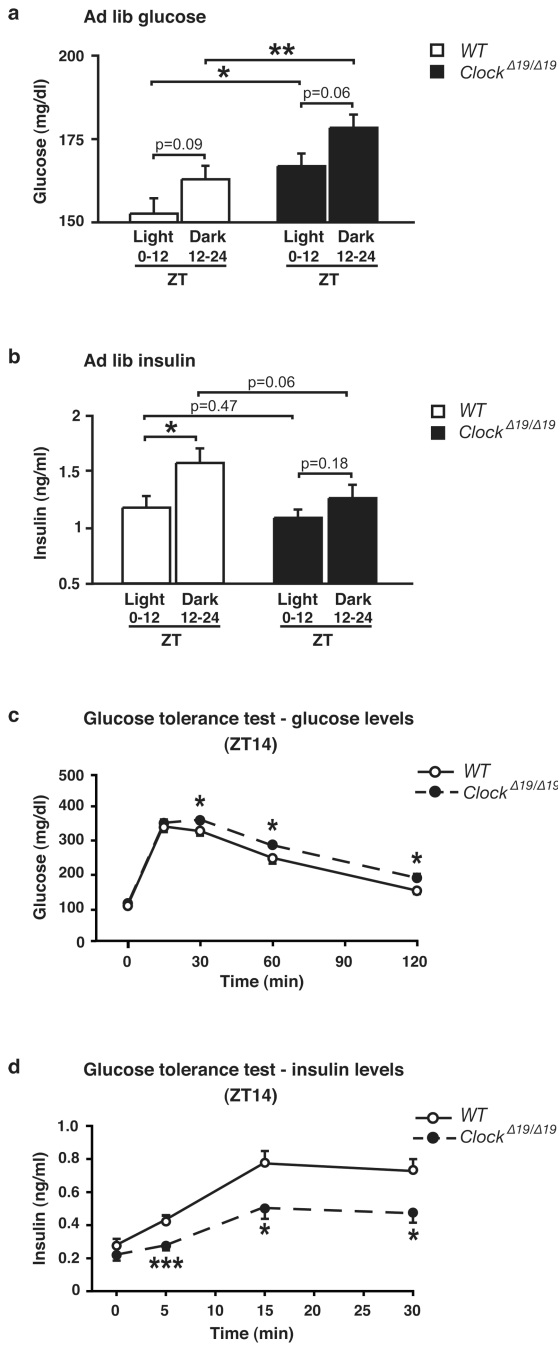 a Ad lib glucose
WT
Clock Δ19/Δ19
Glucose (mg/dl)
200
175
150
**
*
p=0.06
p=0.09
Light Dark Light Dark
0-12 12-24 0-12 12-24
ZT ZT
b Ad lib insulin
WT
Clock Δ19/Δ19
Insulin (ng/ml)
2
1.5
1
0.5
p=0.06
p=0.47
*
p=0.18
Light Dark Light Dark
0-12 12-24 0-12 12-24
ZT ZT
c Glucose tolerance test - glucose levels
(ZT14)
WT
Clock Δ19/Δ19
Glucose (mg/dl)
500
400
300
200
100
0
* * *
0 30 60 90 120
Time (min)
d Glucose tolerance test - insulin levels
(ZT14)
WT
Clock Δ19/Δ19
Insulin (ng/ml)
1.0
0.8
0.6
0.4
0.2
0
*** * *
0 5 10 15 20 25 30
Time (min)